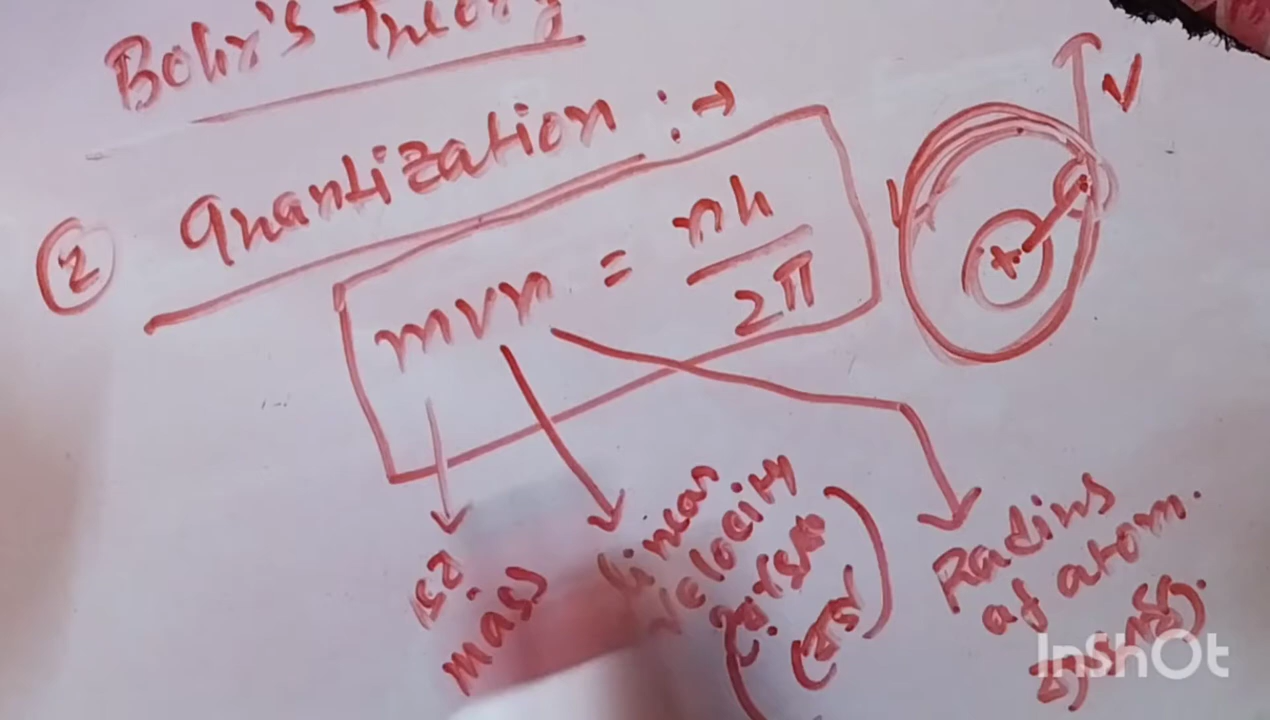 Bohr's Theory
② Quantization :→
mvr = nh/2π
V
+
mass
linear
velocity
Radius
of atom.
InShOt